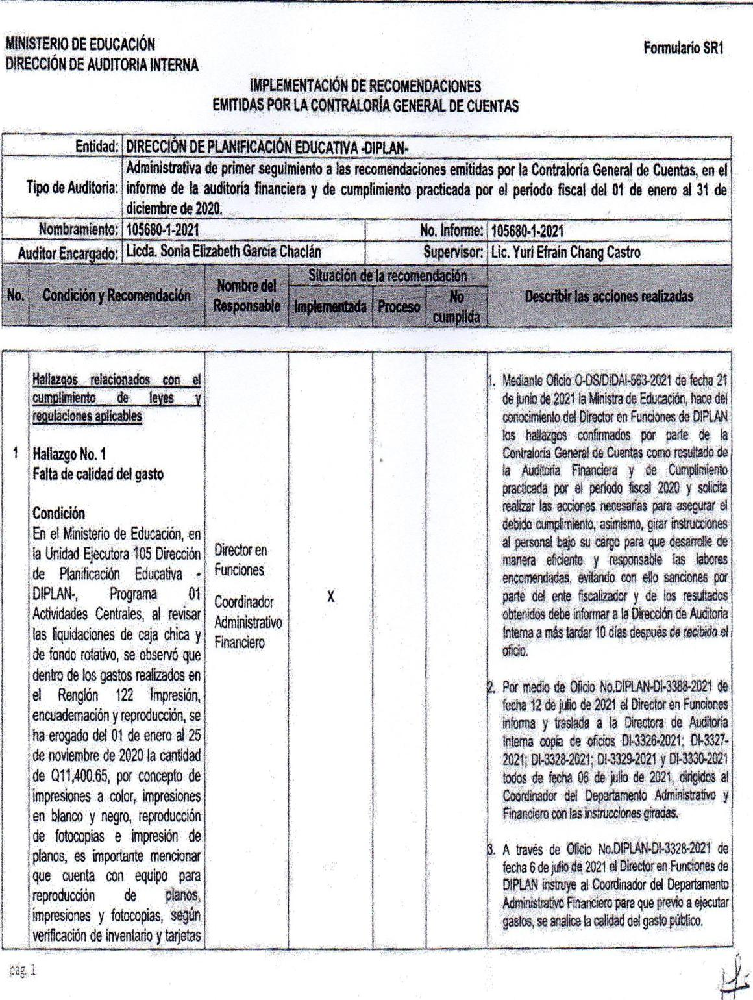 MINISTERIO DE EDUCACIÓN
DIRECCIÓN DE AUDITORIA INTERNA
Formulario SR1
IMPLEMENTACIÓN DE RECOMENDACIONES
EMITIDAS POR LA CONTRALORÍA GENERAL DE CUENTAS
Entidad: DIRECCIÓN DE PLANIFICACIÓN EDUCATIVA -DIPLAN-
Tipo de Auditoria: Administrativa de primer seguimiento a las recomendaciones emitidas por la Contraloría General de Cuentas, en el
informe de la auditoría financiera y de cumplimiento practicada por el periodo fiscal del 01 de enero al 31 de
diciembre de 2020.
Nombramiento: 105680-1-2021 No. Informe: 105680-1-2021
Auditor Encargado: Licda. Sonia Elizabeth García Chaclán Supervisor: Lic. Yuri Efraín Chang Castro
No.
Condición y Recomendación
Nombre del
Responsable
Situación de la recomendación
Implementada
Proceso
No
cumplida
Describir las acciones realizadas
Hallazgos relacionados con el
cumplimiento de leyes y
regulaciones aplicables
1 Hallazgo No. 1
Falta de calidad del gasto
Condición
En el Ministerio de Educación, en
la Unidad Ejecutora 105 Dirección
de Planificación Educativa -
DIPLAN-, Programa 01
Actividades Centrales, al revisar
las liquidaciones de caja chica y
de fondo rotativo, se observó que
dentro de los gastos realizados en
el Renglón 122 Impresión,
encuadernación y reproducción, se
ha erogado del 01 de enero al 25
de noviembre de 2020 la cantidad
de Q11,400.65, por concepto de
impresiones a color, impresiones
en blanco y negro, reproducción
de fotocopias e impresión de
planos, es importante mencionar
que cuenta con equipo para
reproducción de planos,
impresiones y fotocopias, según
verificación de inventario y tarjetas
Director en
Funciones
Coordinador
Administrativo
Financiero
X
1. Mediante Oficio O-DS/DIDAI-563-2021 de fecha 21
de junio de 2021 la Ministra de Educación, hace del
conocimiento del Director en Funciones de DIPLAN
los hallazgos confirmados por parte de la
Contraloría General de Cuentas como resultado de
la Auditoria Financiera y de Cumplimiento
practicada por el período fiscal 2020 y solicita
realizar las acciones necesarias para asegurar el
debido cumplimiento, asimismo, girar instrucciones
al personal bajo su cargo para que desarrolle de
manera eficiente y responsable las labores
encomendadas, evitando con ello sanciones por
parte del ente fiscalizador y de los resultados
obtenidos debe informar a la Dirección de Auditoria
Interna a más tardar 10 días después de recibido el
oficio.
2. Por medio de Oficio No.DIPLAN-DI-3388-2021 de
fecha 12 de julio de 2021 el Director en Funciones
informa y traslada a la Directora de Auditoria
Interna copia de oficios DI-3326-2021; DI-3327-
2021; DI-3328-2021; DI-3329-2021 y DI-3330-2021
todos de fecha 06 de julio de 2021, dirigidos al
Coordinador del Departamento Administrativo y
Financiero con las instrucciones giradas.
3. A través de Oficio No.DIPLAN-DI-3328-2021 de
fecha 6 de julio de 2021 el Director en Funciones de
DIPLAN instruye al Coordinador del Departamento
Administrativo Financiero para que previo a ejecutar
gastos, se analice la calidad del gasto público.
pág. 1